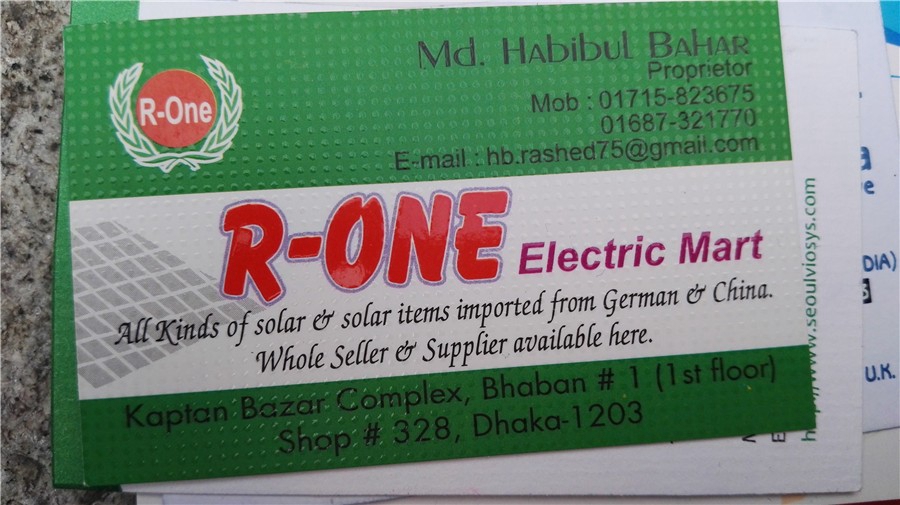 R-One
Md. Habibul Bahar
Proprietor
Mob : 01715-823675
01687-321770
E-mail : hb.rashed75@gmail.com
R-ONE Electric Mart
All Kinds of solar & solar items imported from German & China.
Whole Seller & Supplier available here.
Kaptan Bazar Complex, Bhaban # 1 (1st floor)
Shop # 328, Dhaka-1203
http://www.seoulviosys.com
DIA)
U.K.